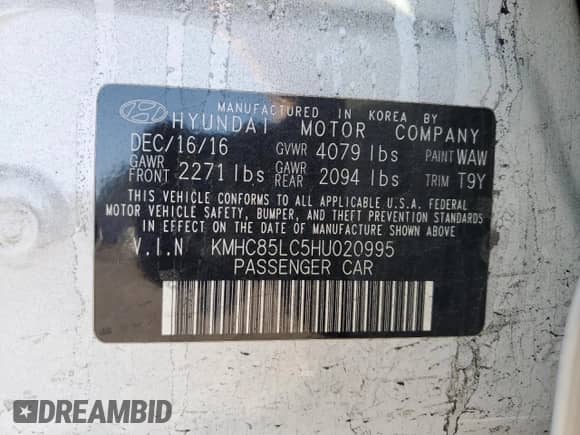 MANUFACTURED IN KOREA BY
HYUNDAI MOTOR COMPANY
DEC/16/16 GVWR 4079 lbs PAINT WAW
GAWR FRONT 2271 lbs GAWR REAR 2094 lbs TRIM T9Y
THIS VEHICLE CONFORMS TO ALL APPLICABLE U.S.A. FEDERAL
MOTOR VEHICLE SAFETY, BUMPER, AND THEFT PREVENTION STANDARDS
IN EFFECT ON THE DATE OF MANUFACTURE SHOWN ABOVE
V.I.N KMHC85LC5HU020995
PASSENGER CAR
DREAMBID